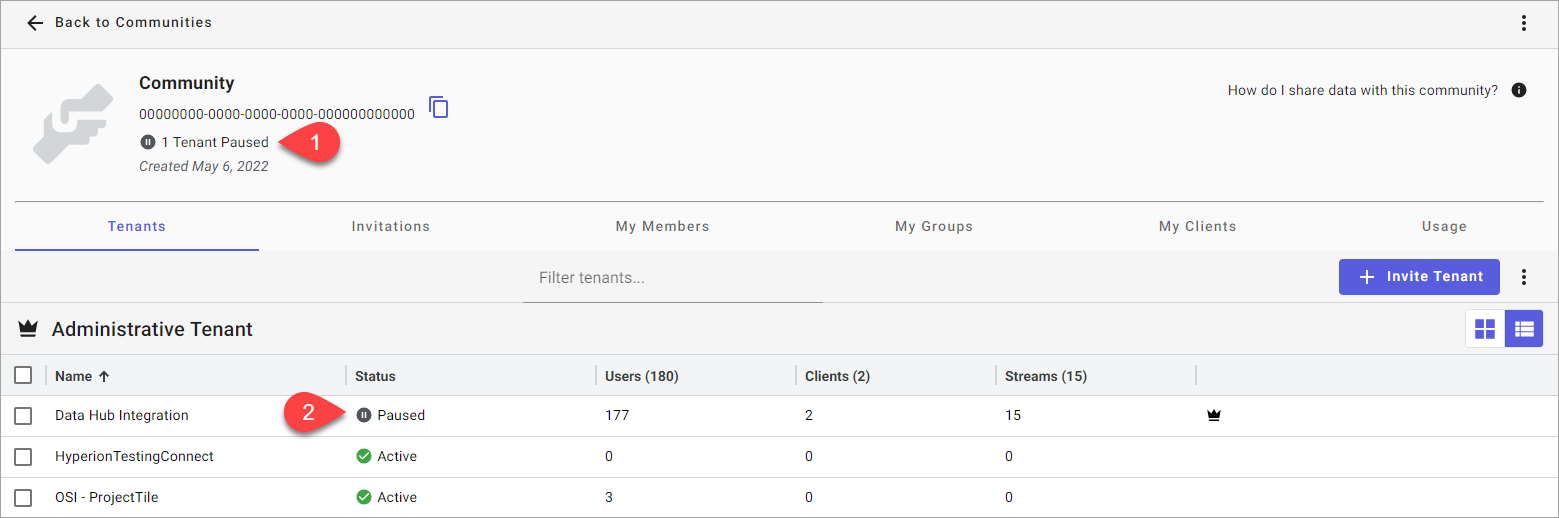 Back to Communities
Community
00000000-0000-0000-0000-000000000000
How do I share data with this community?
1 Tenant Paused
1
Created May 6, 2022
Tenants Invitations My Members My Groups My Clients Usage
Filter tenants...
Invite Tenant
Administrative Tenant
Name Status Users (180) Clients (2) Streams (15)
Data Hub Integration 2 Paused 177 2 15
HyperionTestingConnect Active 0 0 0
OSI - ProjectTile Active 3 0 0